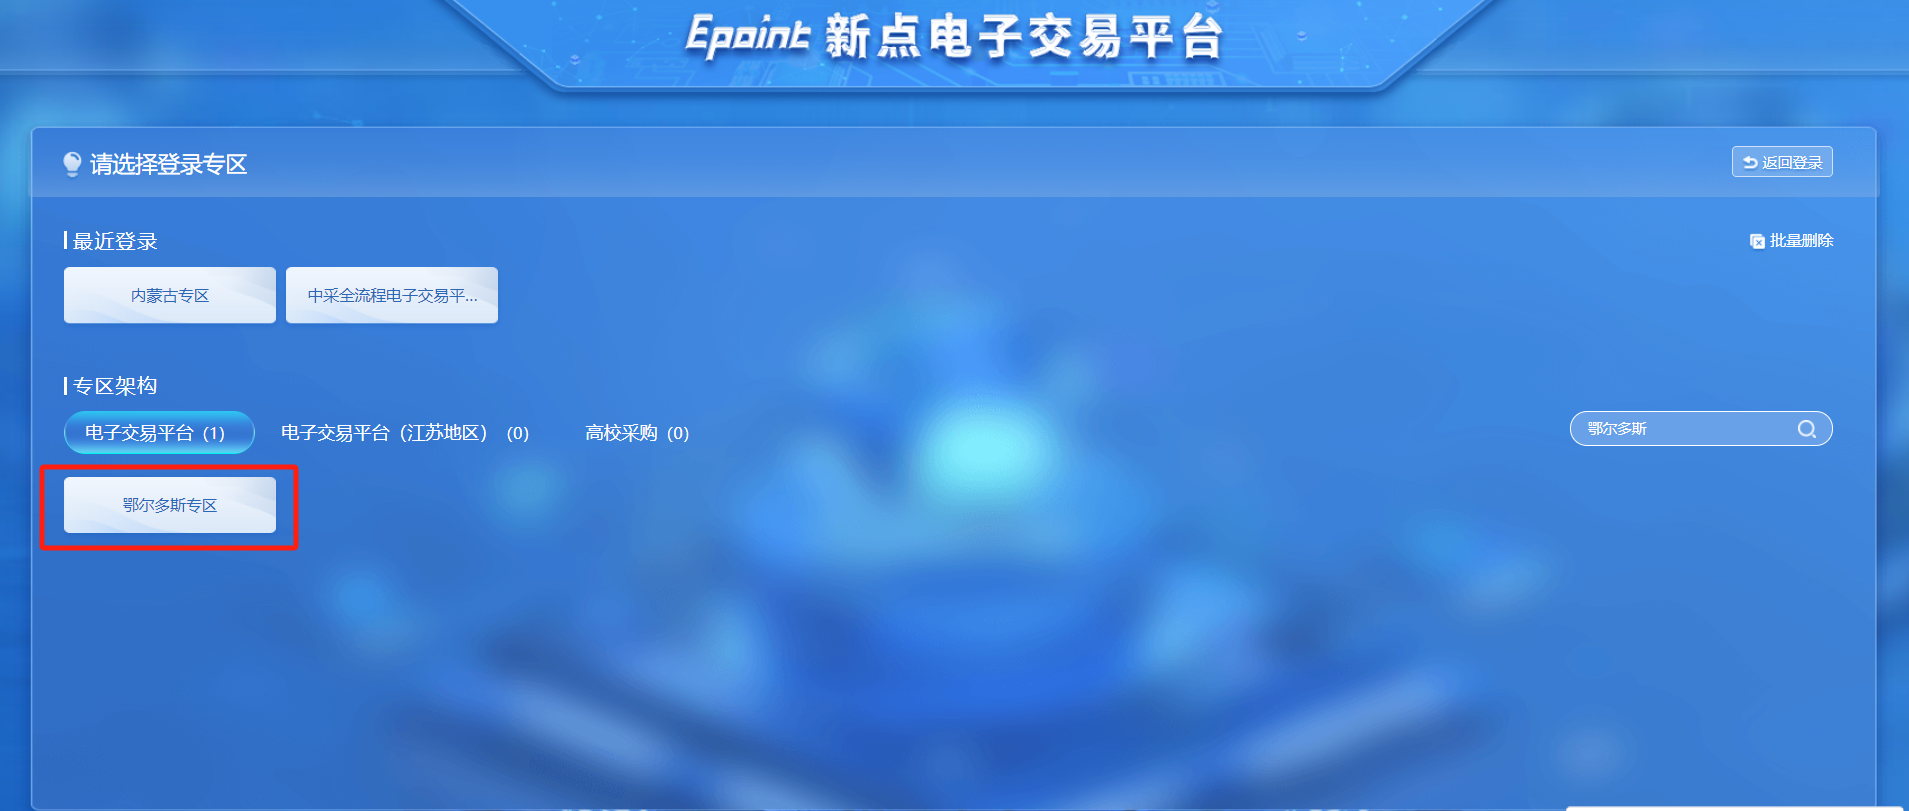 Epoint 新点电子交易平台
请选择登录专区
返回登录
最近登录
批量删除
内蒙古专区
中采全流程电子交易平...
专区架构
电子交易平台（1）
电子交易平台（江苏地区）（0）
高校采购（0）
鄂尔多斯
鄂尔多斯专区